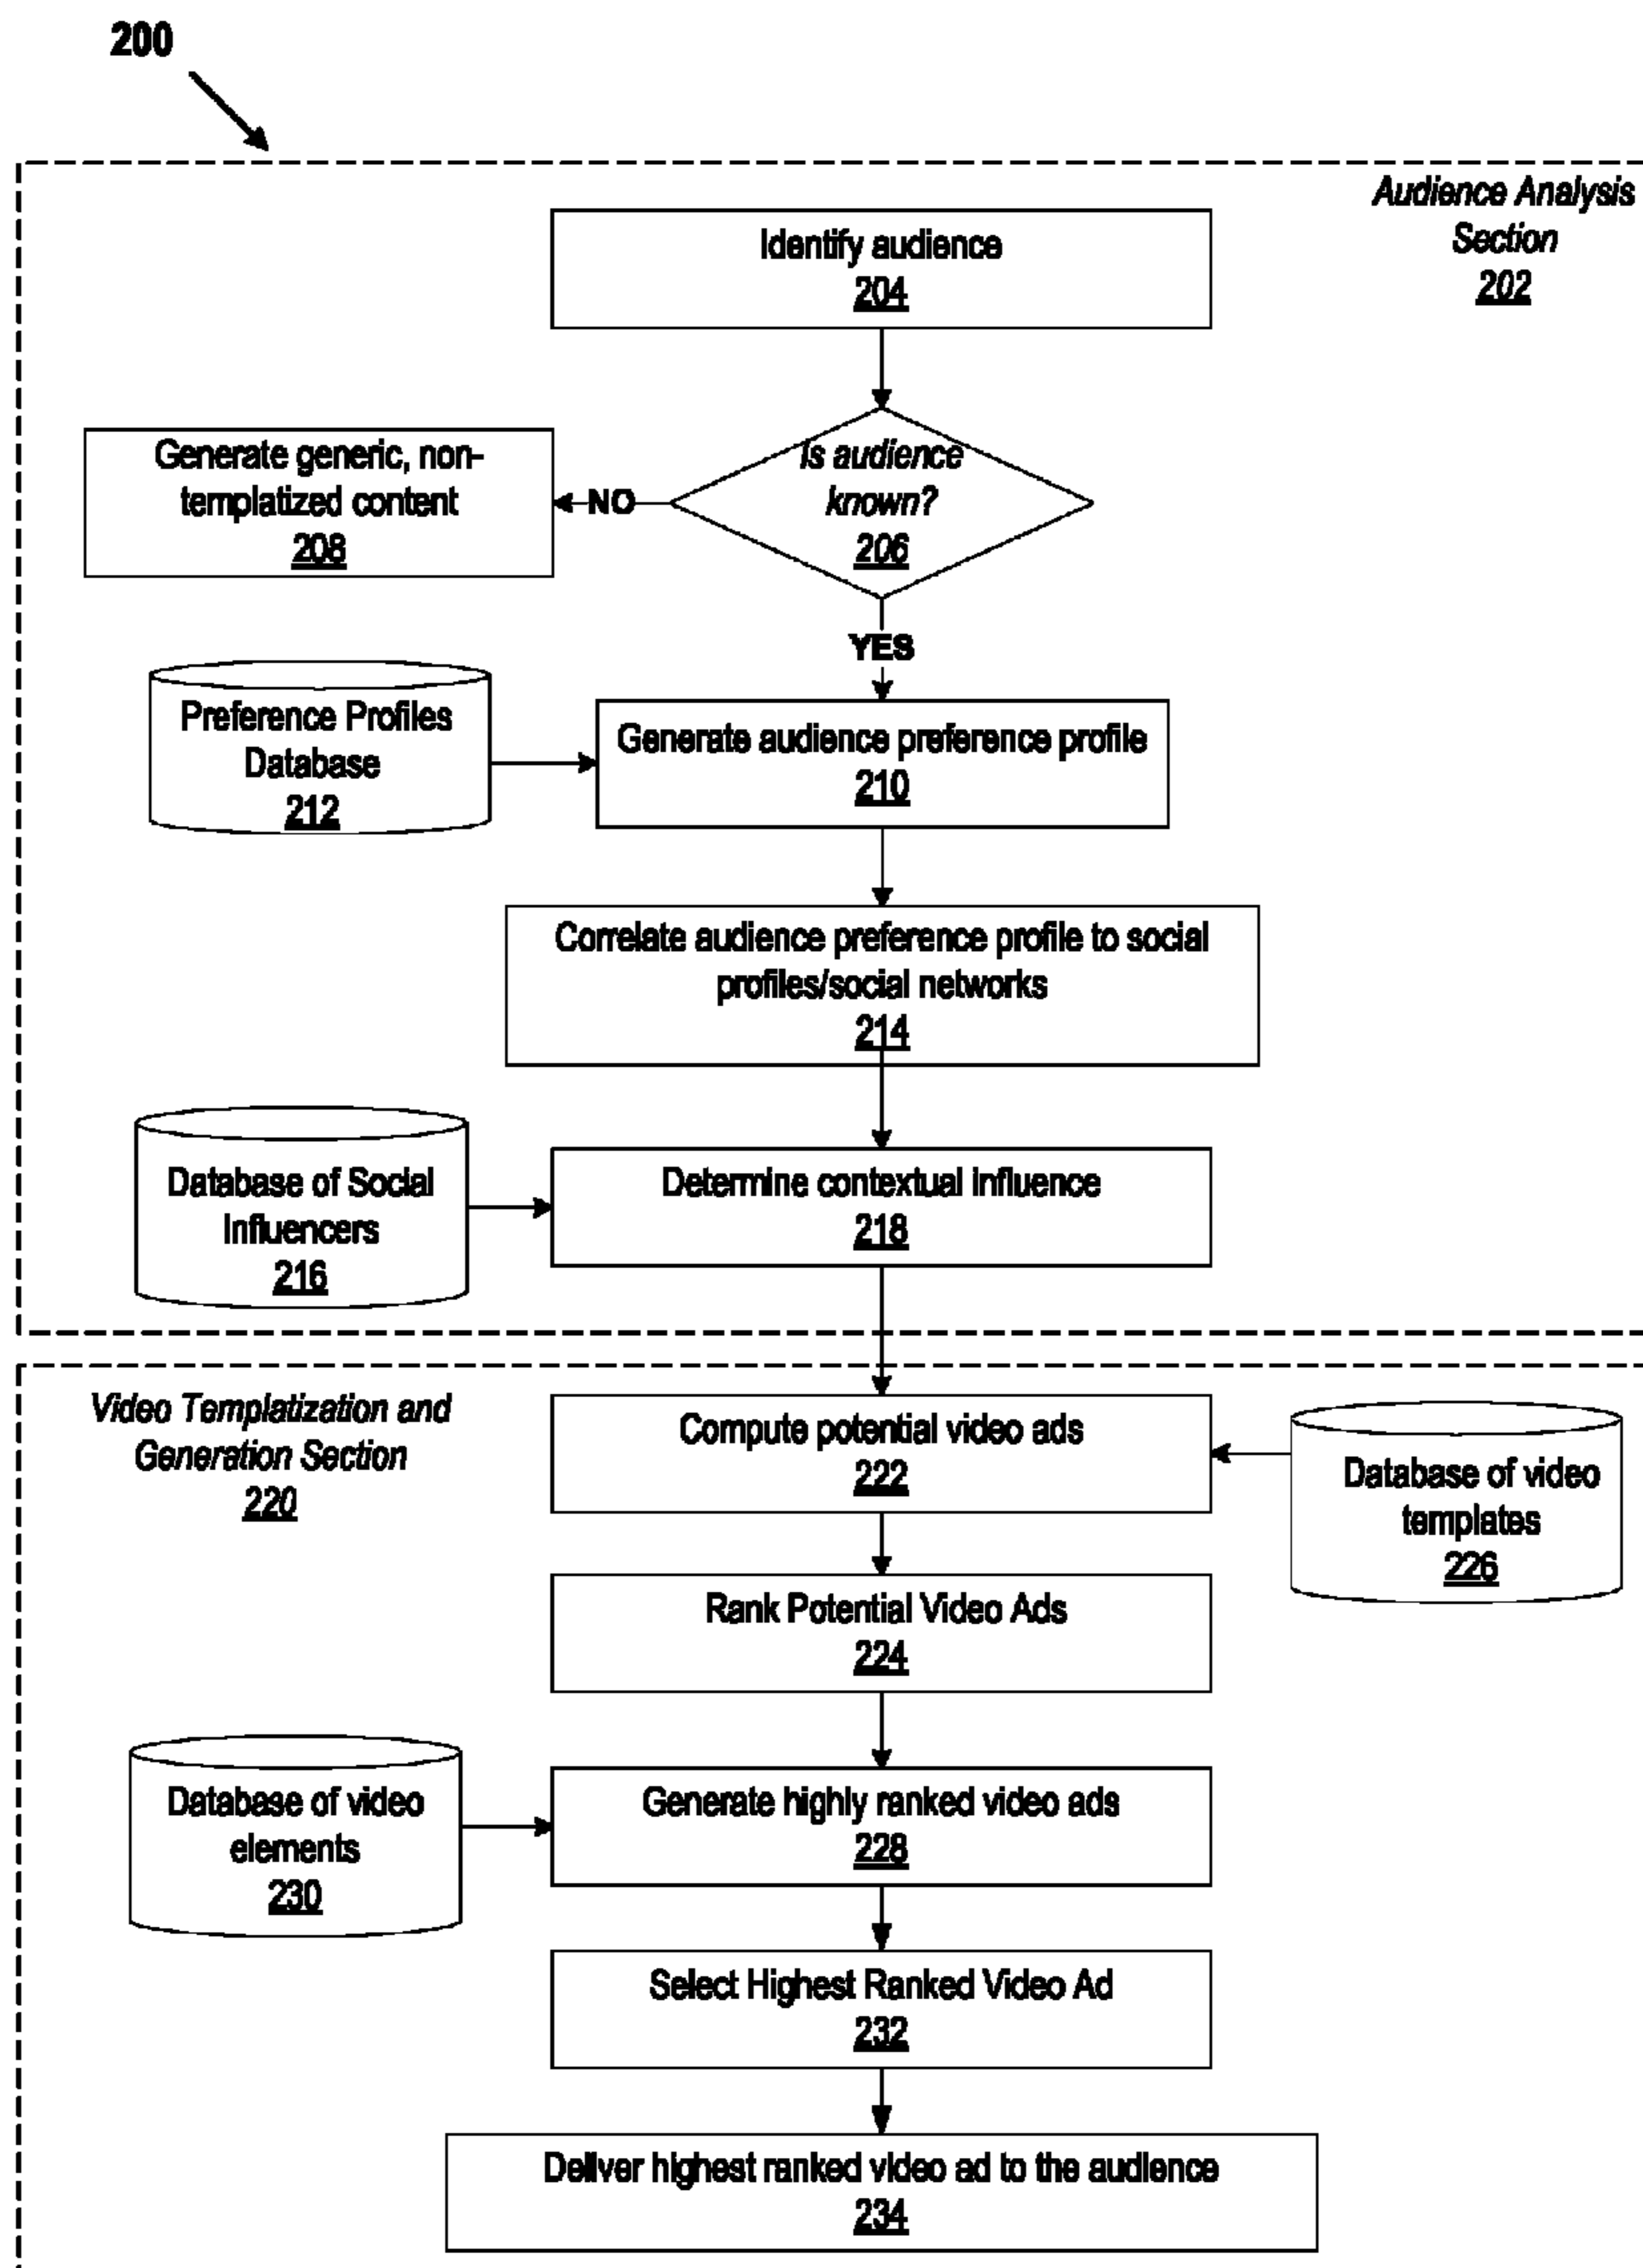 200
Audience Analysis
Section
202
Identify audience
204
Is audience
known?
206
NO
Generate generic, non-
templatized content
208
YES
Preference Profiles
Database
212
Generate audience preference profile
210
Correlate audience preference profile to social
profiles/social networks
214
Database of Social
Influencers
216
Determine contextual influence
218
Video Templatization and
Generation Section
220
Compute potential video ads
222
Database of video
templates
226
Rank Potential Video Ads
224
Database of video
elements
230
Generate highly ranked video ads
228
Select Highest Ranked Video Ad
232
Deliver highest ranked video ad to the audience
234